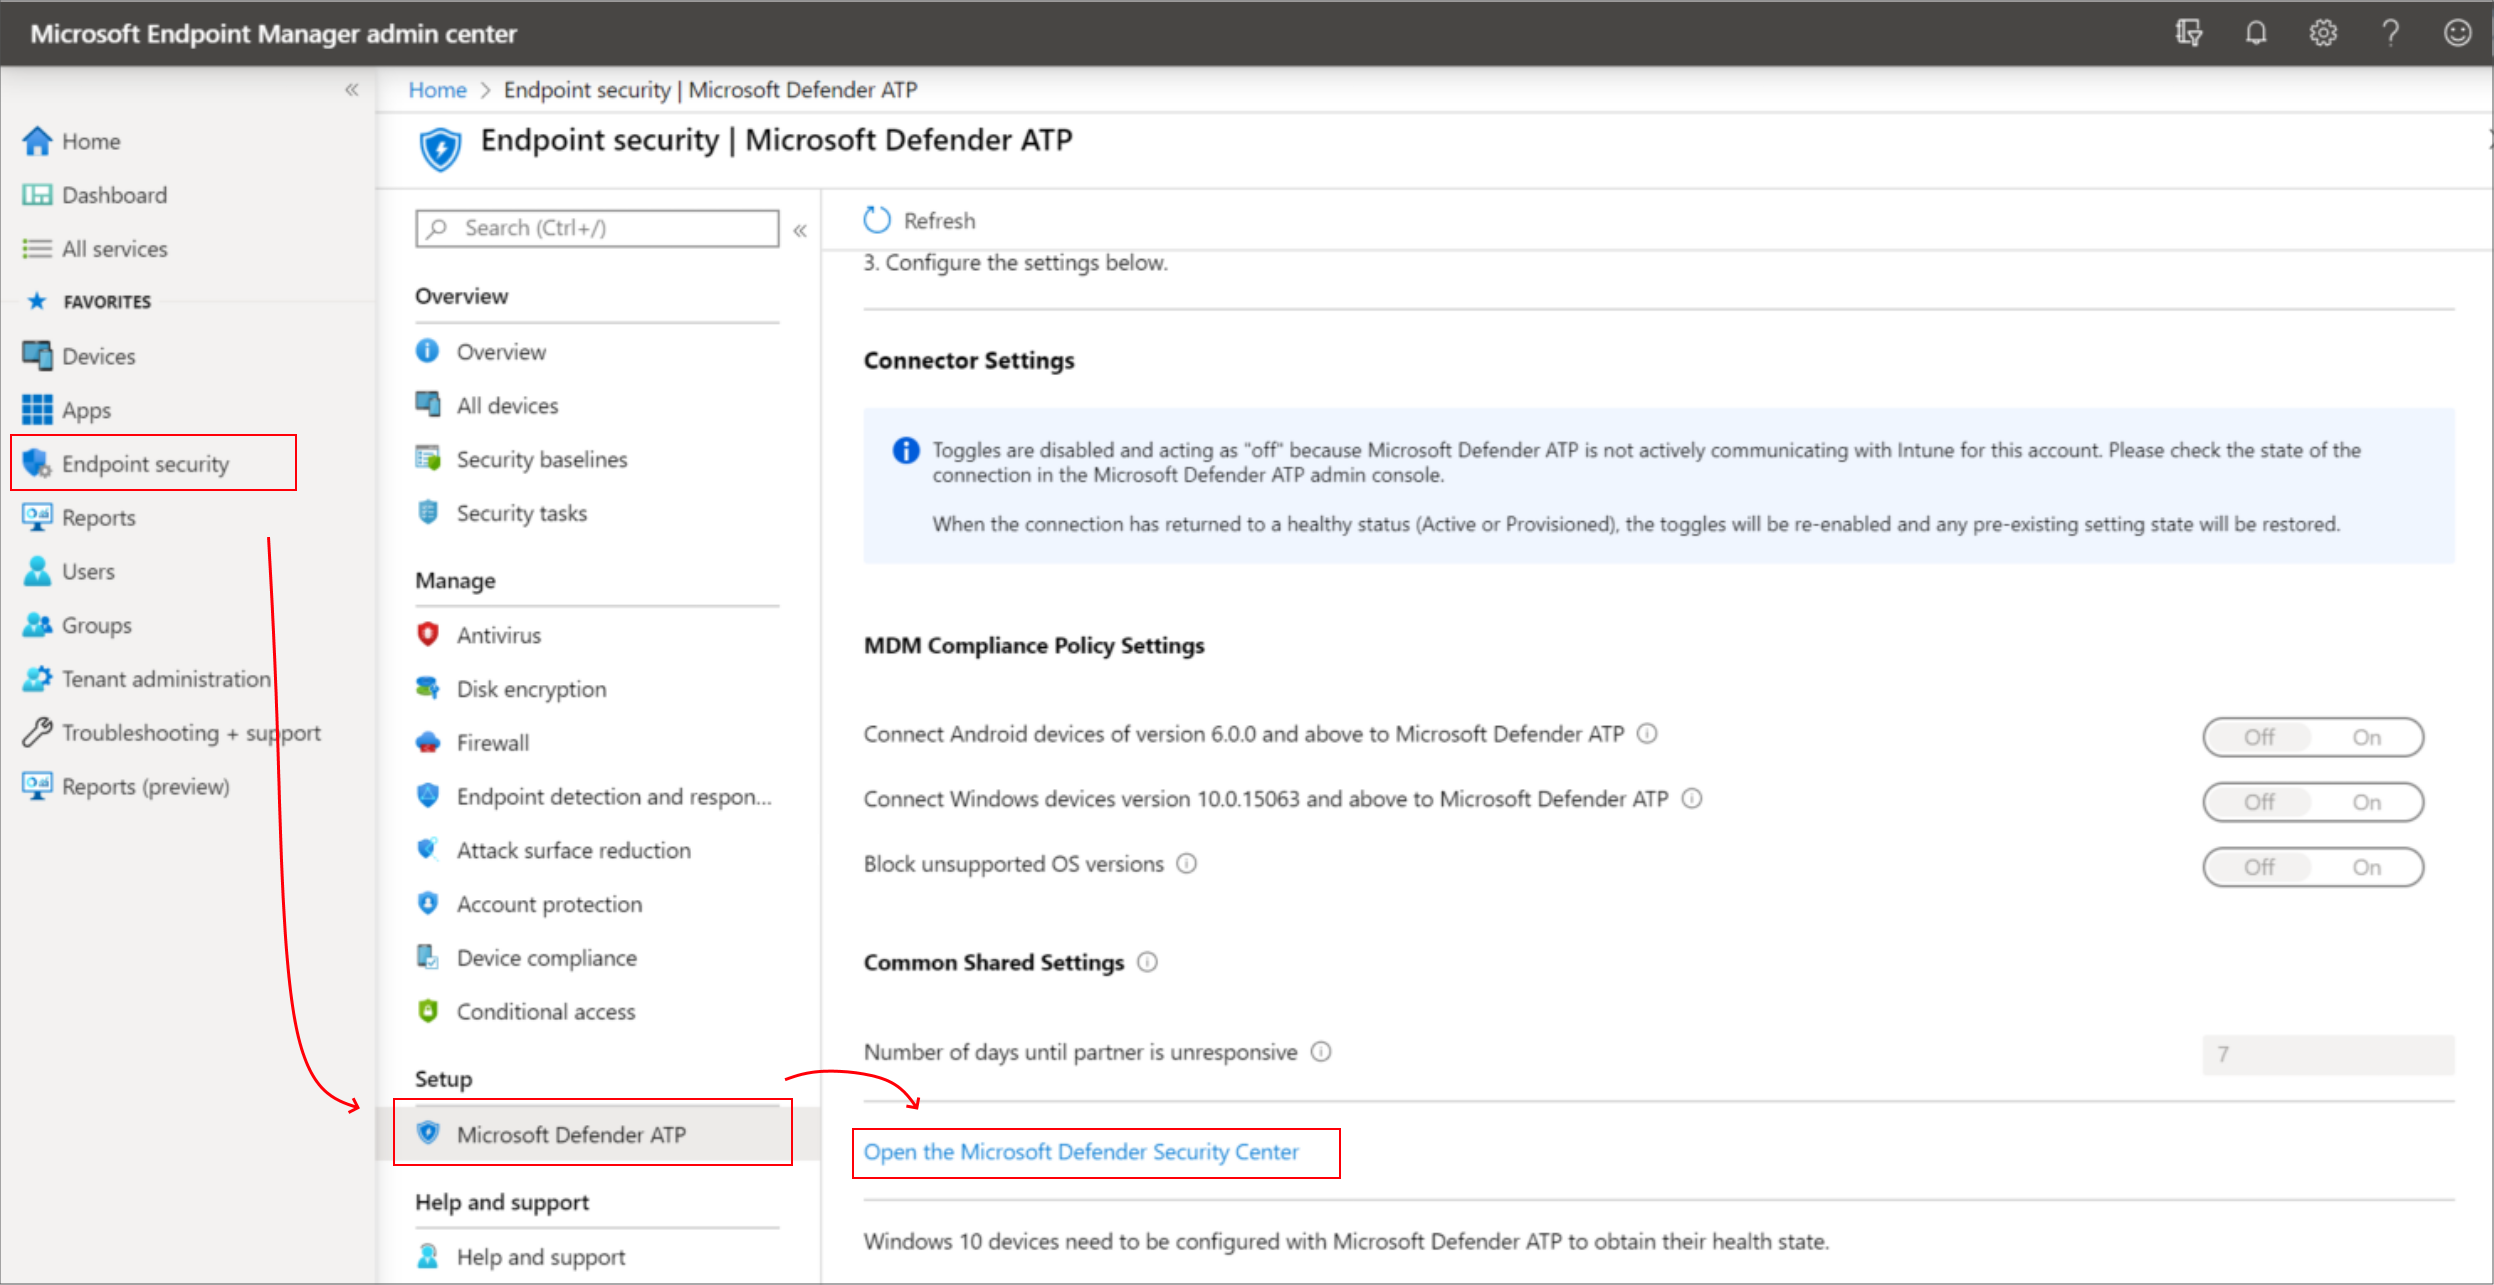 Microsoft Endpoint Manager admin center
Home
Dashboard
All services
FAVORITES
Devices
Apps
Endpoint security
Reports
Users
Groups
Tenant administration
Troubleshooting + support
Reports (preview)
Home > Endpoint security | Microsoft Defender ATP
Endpoint security | Microsoft Defender ATP
Search (Ctrl+/)
Overview
Overview
All devices
Security baselines
Security tasks
Manage
Antivirus
Disk encryption
Firewall
Endpoint detection and respon...
Attack surface reduction
Account protection
Device compliance
Conditional access
Setup
Microsoft Defender ATP
Help and support
Help and support
Refresh
3. Configure the settings below.
Connector Settings
Toggles are disabled and acting as "off" because Microsoft Defender ATP is not actively communicating with Intune for this account. Please check the state of the
connection in the Microsoft Defender ATP admin console.
When the connection has returned to a healthy status (Active or Provisioned), the toggles will be re-enabled and any pre-existing setting state will be restored.
MDM Compliance Policy Settings
Connect Android devices of version 6.0.0 and above to Microsoft Defender ATP Off On
Connect Windows devices version 10.0.15063 and above to Microsoft Defender ATP Off On
Block unsupported OS versions Off On
Common Shared Settings
Number of days until partner is unresponsive 7
Open the Microsoft Defender Security Center
Windows 10 devices need to be configured with Microsoft Defender ATP to obtain their health state.